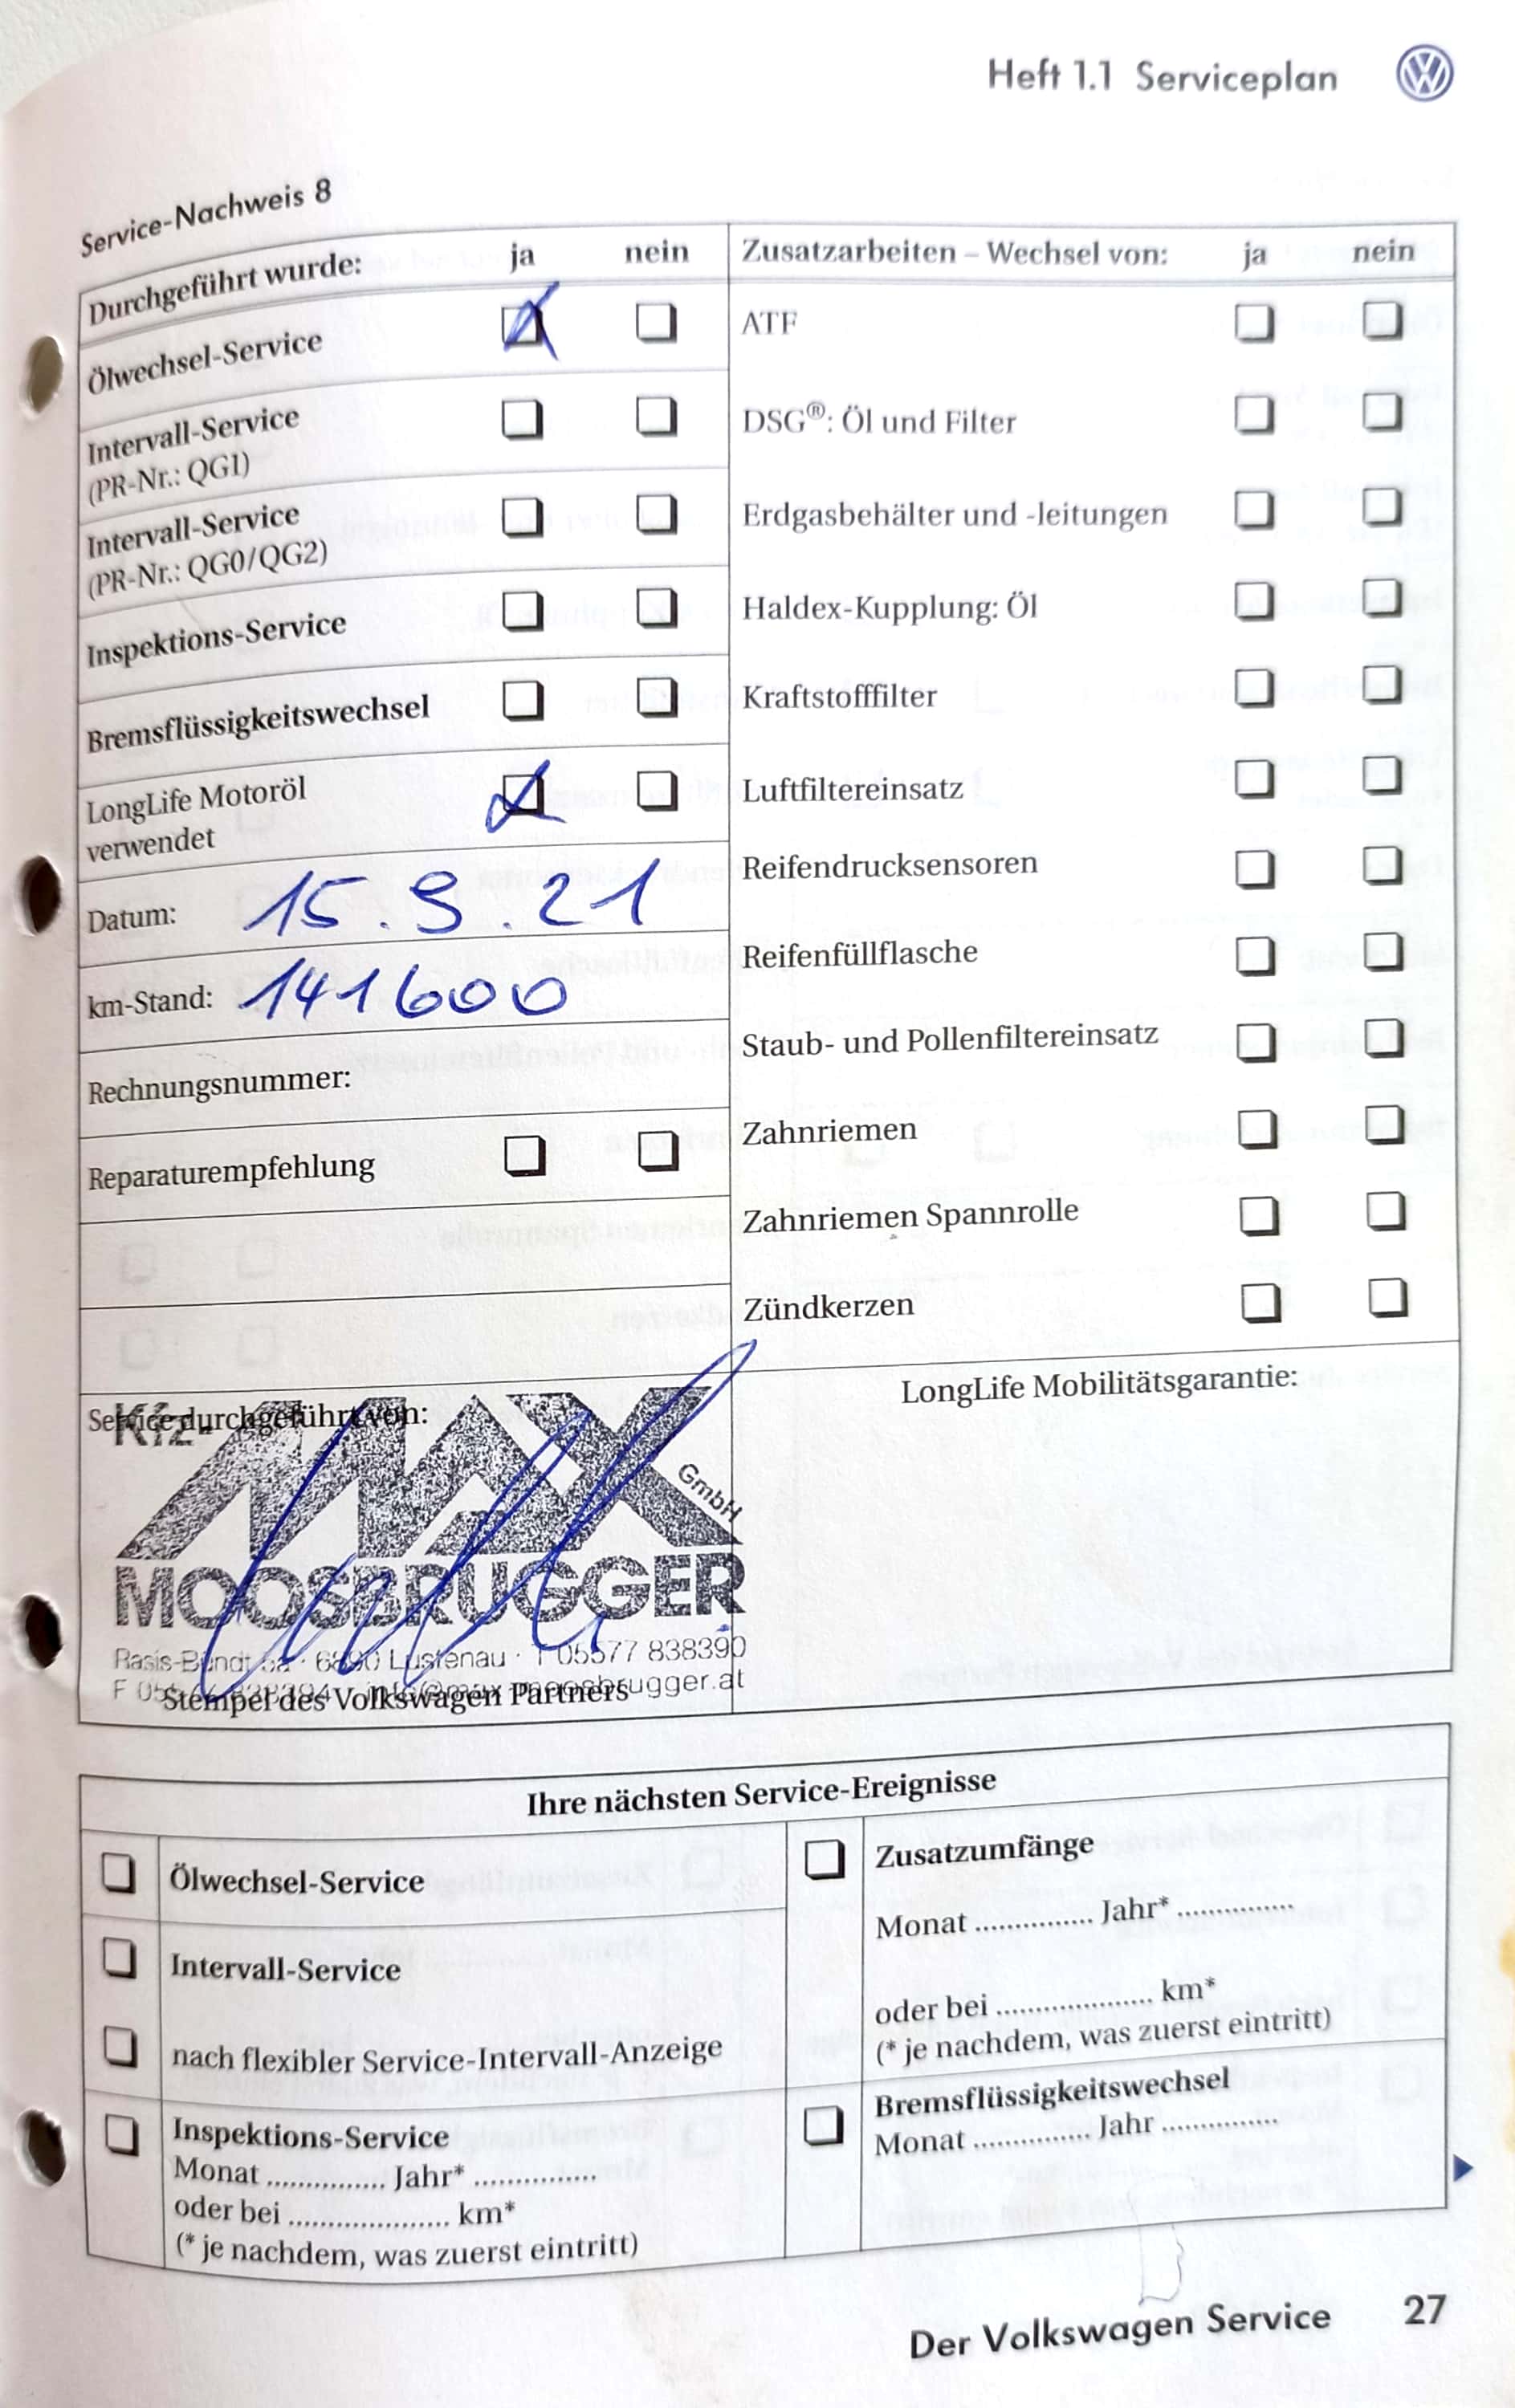 Heft 1.1 Serviceplan
Service-Nachweis 8
Durchgeführt wurde: ja nein
Ölwechsel-Service
Intervall-Service
(PR-Nr.: QG1)
Intervall-Service
(PR-Nr.: QG0/QG2)
Inspektions-Service
Bremsflüssigkeitswechsel
LongLife Motoröl
verwendet
Datum: 15.9.21
km-Stand: 141600
Rechnungsnummer:
Reparaturempfehlung
Zusatzarbeiten – Wechsel von: ja nein
ATF
DSG®: Öl und Filter
Erdgasbehälter und -leitungen
Haldex-Kupplung: Öl
Kraftstofffilter
Luftfiltereinsatz
Reifendrucksensoren
Reifenfüllflasche
Staub- und Pollenfiltereinsatz
Zahnriemen
Zahnriemen Spannrolle
Zündkerzen
Service durchgeführt von:
Kfz MAX GmbH
MOOSBRUGGER
Rasis-Bündt · 6890 Lustenau · T 05577 838390
F
Stempel des Volkswagen Partners
LongLife Mobilitätsgarantie:
Ihre nächsten Service-Ereignisse
Ölwechsel-Service
Intervall-Service
nach flexibler Service-Intervall-Anzeige
Inspektions-Service
Monat ............... Jahr* ................
oder bei .................... km*
(* je nachdem, was zuerst eintritt)
Zusatzumfänge
Monat ............... Jahr* ...............
oder bei .................... km*
(* je nachdem, was zuerst eintritt)
Bremsflüssigkeitswechsel
Monat ............... Jahr ...............
Der Volkswagen Service 27